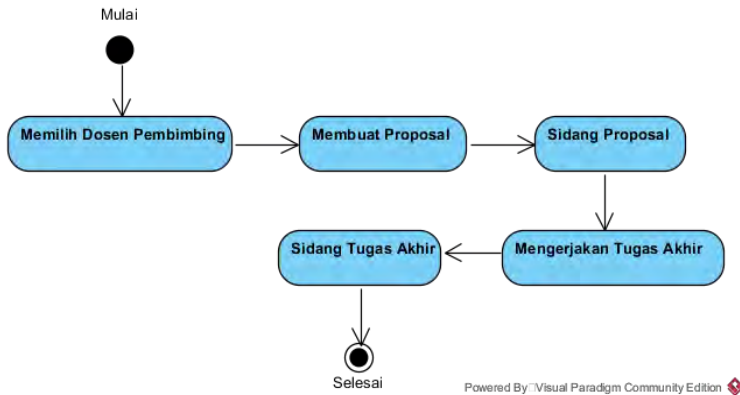 Mulai
Memilih Dosen Pembimbing
Membuat Proposal
Sidang Proposal
Sidang Tugas Akhir
Mengerjakan Tugas Akhir
Selesai
Powered By Visual Paradigm Community Edition